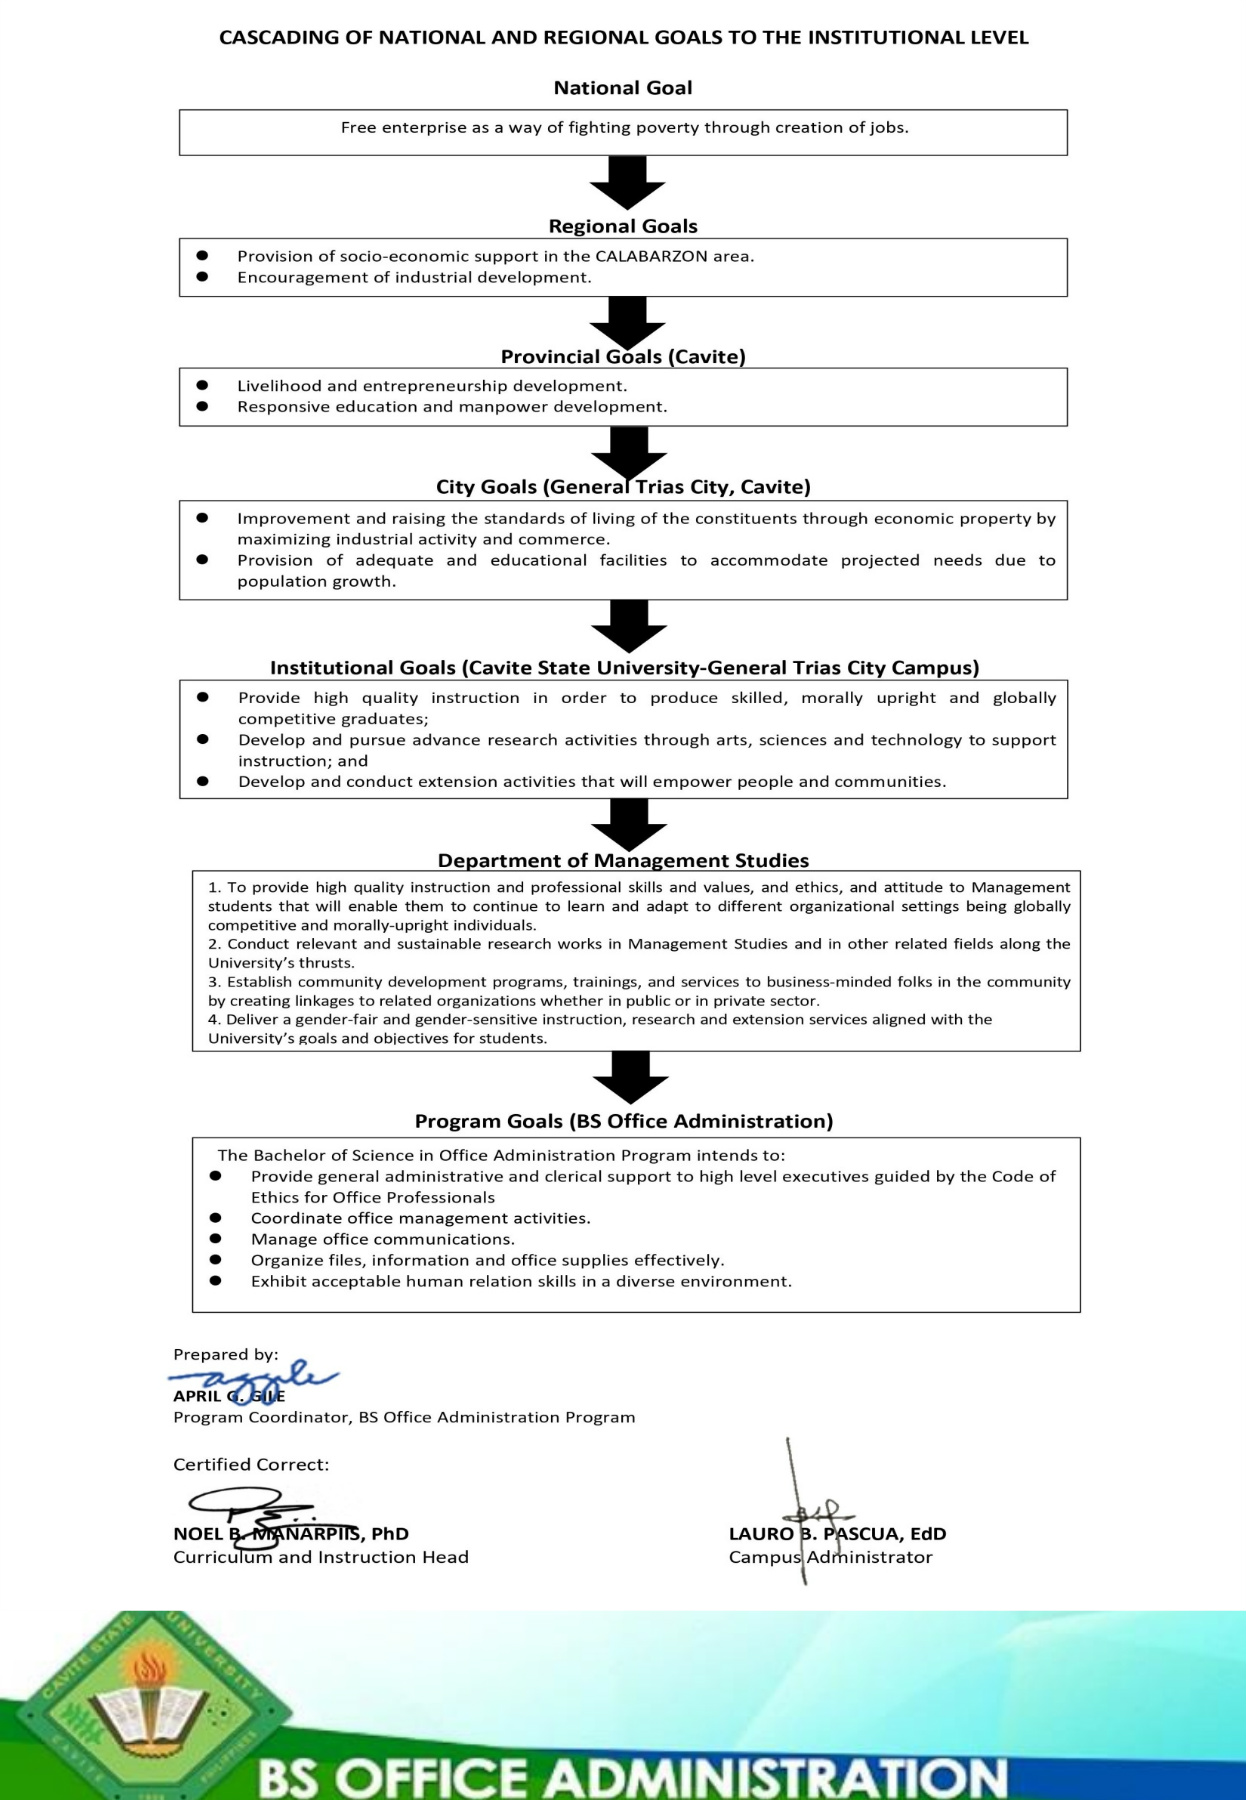 CASCADING OF NATIONAL AND REGIONAL GOALS TO THE INSTITUTIONAL LEVEL
National Goal
Free enterprise as a way of fighting poverty through creation of jobs.
Regional Goals
● Provision of socio-economic support in the CALABARZON area.
● Encouragement of industrial development.
Provincial Goals (Cavite)
● Livelihood and entrepreneurship development.
● Responsive education and manpower development.
City Goals (General Trias City, Cavite)
● Improvement and raising the standards of living of the constituents through economic property by
maximizing industrial activity and commerce.
● Provision of adequate and educational facilities to accommodate projected needs due to
population growth.
Institutional Goals (Cavite State University-General Trias City Campus)
● Provide high quality instruction in order to produce skilled, morally upright and globally
competitive graduates;
● Develop and pursue advance research activities through arts, sciences and technology to support
instruction; and
● Develop and conduct extension activities that will empower people and communities.
Department of Management Studies
1. To provide high quality instruction and professional skills and values, and ethics, and attitude to Management
students that will enable them to continue to learn and adapt to different organizational settings being globally
competitive and morally-upright individuals.
2. Conduct relevant and sustainable research works in Management Studies and in other related fields along the
University's thrusts.
3. Establish community development programs, trainings, and services to business-minded folks in the community
by creating linkages to related organizations whether in public or in private sector.
4. Deliver a gender-fair and gender-sensitive instruction, research and extension services aligned with the
University's goals and objectives for students.
Program Goals (BS Office Administration)
The Bachelor of Science in Office Administration Program intends to:
● Provide general administrative and clerical support to high level executives guided by the Code of
Ethics for Office Professionals
● Coordinate office management activities.
● Manage office communications.
● Organize files, information and office supplies effectively.
● Exhibit acceptable human relation skills in a diverse environment.
Prepared by:
APRIL G. GILE
Program Coordinator, BS Office Administration Program
Certified Correct:
NOEL B. MANARPIIS, PhD
Curriculum and Instruction Head
LAURO B. PASCUA, EdD
Campus Administrator
CAVITE STATE UNIVERSITY
CAVITE PHILIPPINES
BS OFFICE ADMINISTRATION